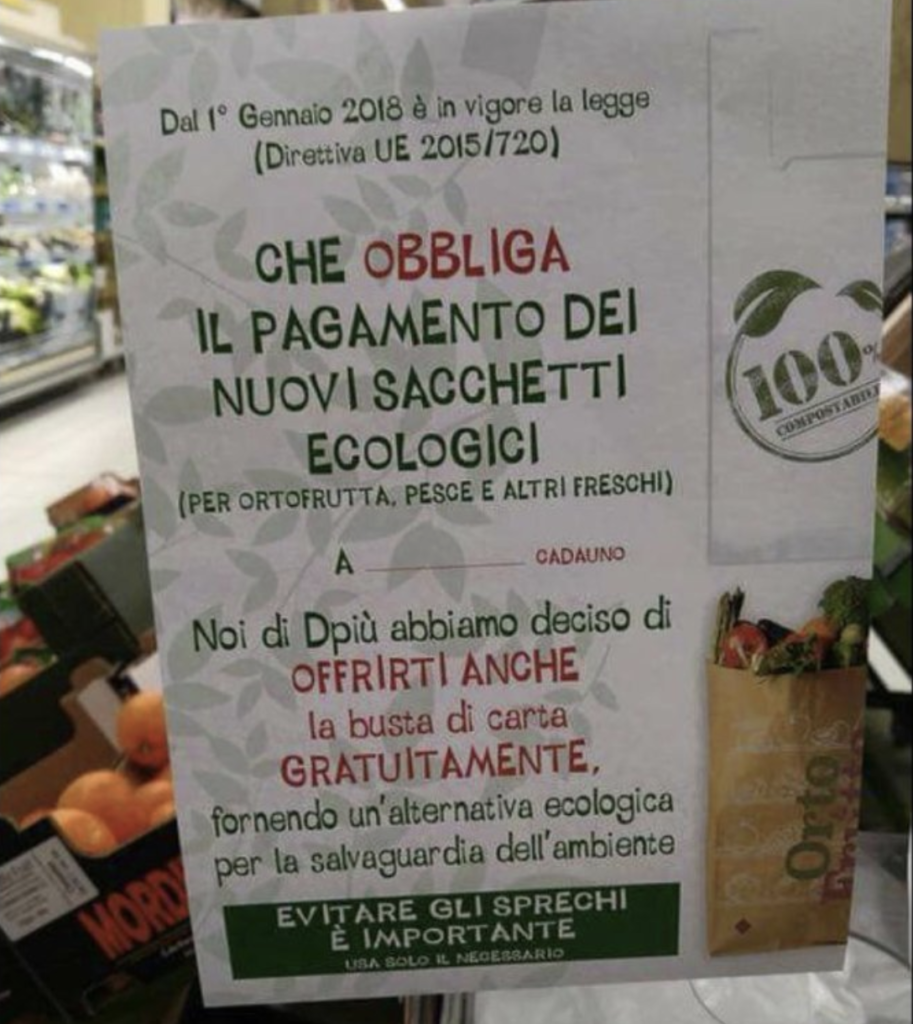 Dal 1° Gennaio 2018 è in vigore la legge
(Direttiva UE 2015/720)
CHE OBBLIGA
IL PAGAMENTO DEI
NUOVI SACCHETTI
ECOLOGICI
(PER ORTOFRUTTA, PESCE E ALTRI FRESCHI)
A ____________ CADAUNO
Noi di Dpiù abbiamo deciso di
OFFRIRTI ANCHE
la busta di carta
GRATUITAMENTE,
fornendo un'alternativa ecologica
per la salvaguardia dell'ambiente
EVITARE GLI SPRECHI
È IMPORTANTE
USA SOLO IL NECESSARIO
100%
COMPOSTABILE
Orto